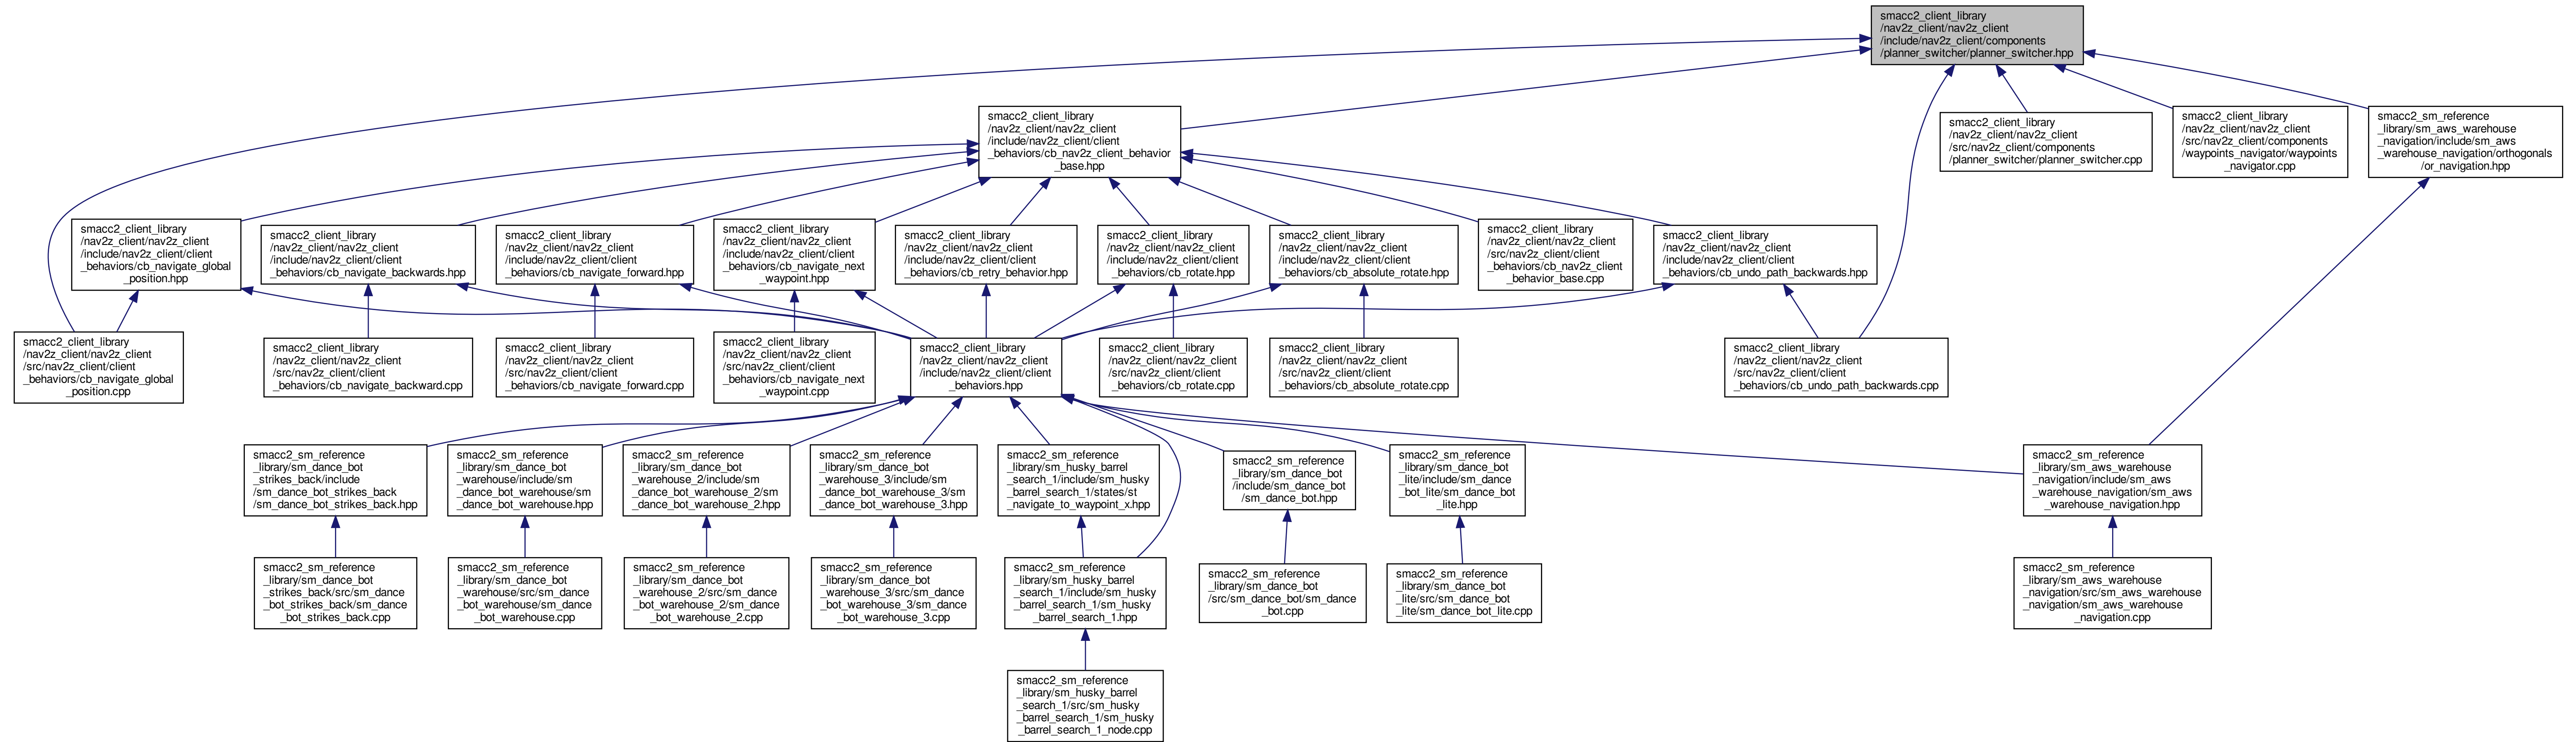 smacc2_client_library
/nav2z_client/nav2z_client
/include/nav2z_client/components
/planner_switcher/planner_switcher.hpp
smacc2_client_library
/nav2z_client/nav2z_client
/include/nav2z_client/client
_behaviors/cb_nav2z_client_behavior
_base.hpp
smacc2_client_library
/nav2z_client/nav2z_client
/src/nav2z_client/components
/planner_switcher/planner_switcher.cpp
smacc2_client_library
/nav2z_client/nav2z_client
/src/nav2z_client/components
/waypoints_navigator/waypoints
_navigator.cpp
smacc2_sm_reference
_library/sm_aws_warehouse
_navigation/include/sm_aws
_warehouse_navigation/orthogonals
/or_navigation.hpp
smacc2_client_library
/nav2z_client/nav2z_client
/include/nav2z_client/client
_behaviors/cb_navigate_global
_position.hpp
smacc2_client_library
/nav2z_client/nav2z_client
/include/nav2z_client/client
_behaviors/cb_navigate_backwards.hpp
smacc2_client_library
/nav2z_client/nav2z_client
/include/nav2z_client/client
_behaviors/cb_navigate_forward.hpp
smacc2_client_library
/nav2z_client/nav2z_client
/include/nav2z_client/client
_behaviors/cb_navigate_next
_waypoint.hpp
smacc2_client_library
/nav2z_client/nav2z_client
/include/nav2z_client/client
_behaviors/cb_retry_behavior.hpp
smacc2_client_library
/nav2z_client/nav2z_client
/include/nav2z_client/client
_behaviors/cb_rotate.hpp
smacc2_client_library
/nav2z_client/nav2z_client
/include/nav2z_client/client
_behaviors/cb_absolute_rotate.hpp
smacc2_client_library
/nav2z_client/nav2z_client
/src/nav2z_client/client
_behaviors/cb_nav2z_client
_behavior_base.cpp
smacc2_client_library
/nav2z_client/nav2z_client
/include/nav2z_client/client
_behaviors/cb_undo_path_backwards.hpp
smacc2_client_library
/nav2z_client/nav2z_client
/src/nav2z_client/client
_behaviors/cb_navigate_global
_position.cpp
smacc2_client_library
/nav2z_client/nav2z_client
/src/nav2z_client/client
_behaviors/cb_navigate_backward.cpp
smacc2_client_library
/nav2z_client/nav2z_client
/src/nav2z_client/client
_behaviors/cb_navigate_forward.cpp
smacc2_client_library
/nav2z_client/nav2z_client
/src/nav2z_client/client
_behaviors/cb_navigate_next
_waypoint.cpp
smacc2_client_library
/nav2z_client/nav2z_client
/include/nav2z_client/client
_behaviors.hpp
smacc2_client_library
/nav2z_client/nav2z_client
/src/nav2z_client/client
_behaviors/cb_rotate.cpp
smacc2_client_library
/nav2z_client/nav2z_client
/src/nav2z_client/client
_behaviors/cb_absolute_rotate.cpp
smacc2_client_library
/nav2z_client/nav2z_client
/src/nav2z_client/client
_behaviors/cb_undo_path_backwards.cpp
smacc2_sm_reference
_library/sm_dance_bot
_strikes_back/include
/sm_dance_bot_strikes_back
/sm_dance_bot_strikes_back.hpp
smacc2_sm_reference
_library/sm_dance_bot
_warehouse/include/sm
_dance_bot_warehouse/sm
_dance_bot_warehouse.hpp
smacc2_sm_reference
_library/sm_dance_bot
_warehouse_2/include/sm
_dance_bot_warehouse_2/sm
_dance_bot_warehouse_2.hpp
smacc2_sm_reference
_library/sm_dance_bot
_warehouse_3/include/sm
_dance_bot_warehouse_3/sm
_dance_bot_warehouse_3.hpp
smacc2_sm_reference
_library/sm_husky_barrel
_search_1/include/sm_husky
_barrel_search_1/states/st
_navigate_to_waypoint_x.hpp
smacc2_sm_reference
_library/sm_dance_bot
/include/sm_dance_bot
/sm_dance_bot.hpp
smacc2_sm_reference
_library/sm_dance_bot
_lite/include/sm_dance
_bot_lite/sm_dance_bot
_lite.hpp
smacc2_sm_reference
_library/sm_aws_warehouse
_navigation/include/sm_aws
_warehouse_navigation/sm_aws
_warehouse_navigation.hpp
smacc2_sm_reference
_library/sm_dance_bot
_strikes_back/src/sm_dance
_bot_strikes_back/sm_dance
_bot_strikes_back.cpp
smacc2_sm_reference
_library/sm_dance_bot
_warehouse/src/sm_dance
_bot_warehouse/sm_dance
_bot_warehouse.cpp
smacc2_sm_reference
_library/sm_dance_bot
_warehouse_2/src/sm_dance
_bot_warehouse_2/sm_dance
_bot_warehouse_2.cpp
smacc2_sm_reference
_library/sm_dance_bot
_warehouse_3/src/sm_dance
_bot_warehouse_3/sm_dance
_bot_warehouse_3.cpp
smacc2_sm_reference
_library/sm_husky_barrel
_search_1/include/sm_husky
_barrel_search_1/sm_husky
_barrel_search_1.hpp
smacc2_sm_reference
_library/sm_dance_bot
/src/sm_dance_bot/sm_dance
_bot.cpp
smacc2_sm_reference
_library/sm_dance_bot
_lite/src/sm_dance_bot
_lite/sm_dance_bot_lite.cpp
smacc2_sm_reference
_library/sm_aws_warehouse
_navigation/src/sm_aws_warehouse
_navigation/sm_aws_warehouse
_navigation.cpp
smacc2_sm_reference
_library/sm_husky_barrel
_search_1/src/sm_husky
_barrel_search_1/sm_husky
_barrel_search_1_node.cpp